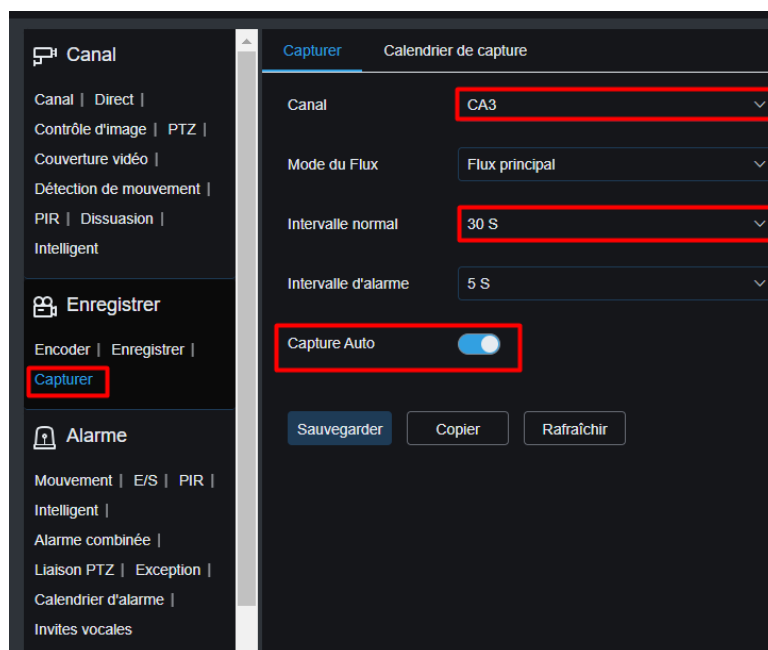 Canal
Canal | Direct |
Contrôle d'image | PTZ |
Couverture vidéo |
Détection de mouvement |
PIR | Dissuasion |
Intelligent
Enregistrer
Encoder | Enregistrer |
Capturer
Alarme
Mouvement | E/S | PIR |
Intelligent |
Alarme combinée |
Liaison PTZ | Exception |
Calendrier d'alarme |
Invites vocales
Capturer Calendrier de capture
Canal CA3
Mode du Flux Flux principal
Intervalle normal 30 S
Intervalle d'alarme 5 S
Capture Auto
Sauvegarder Copier Rafraîchir